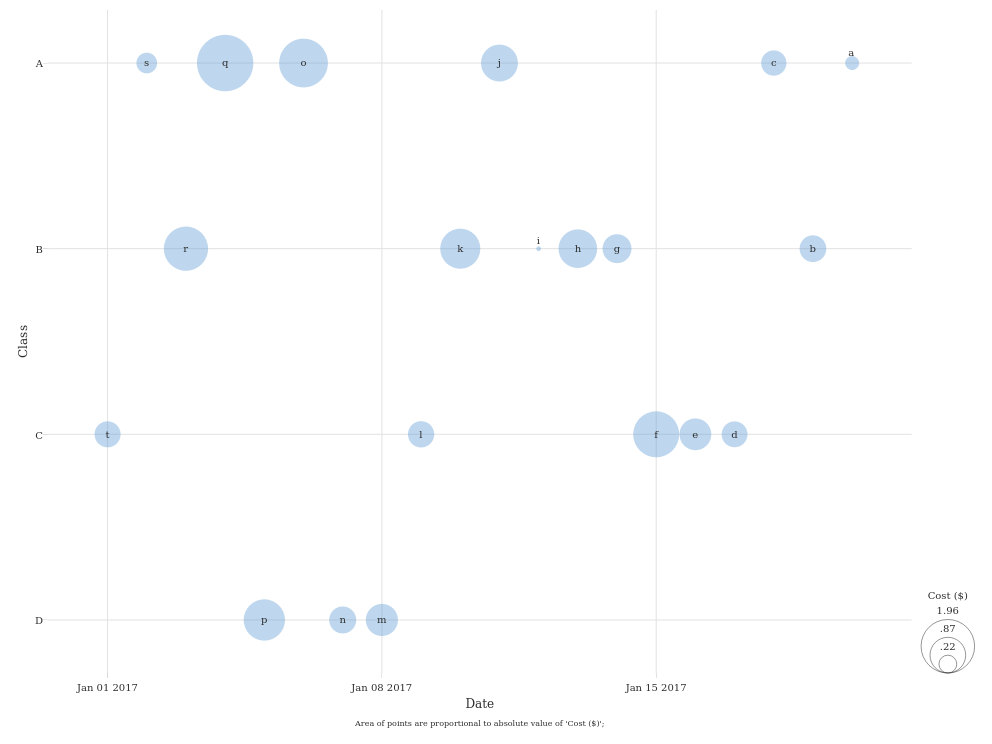 A
s
q
o
j
c
a
B
r
k
i
h
g
b
Class
C
t
l
f
e
d
D
p
n
m
Cost ($)
1.96
.87
.22
Jan 01 2017
Jan 08 2017
Jan 15 2017
Date
Area of points are proportional to absolute value of 'Cost ($)';